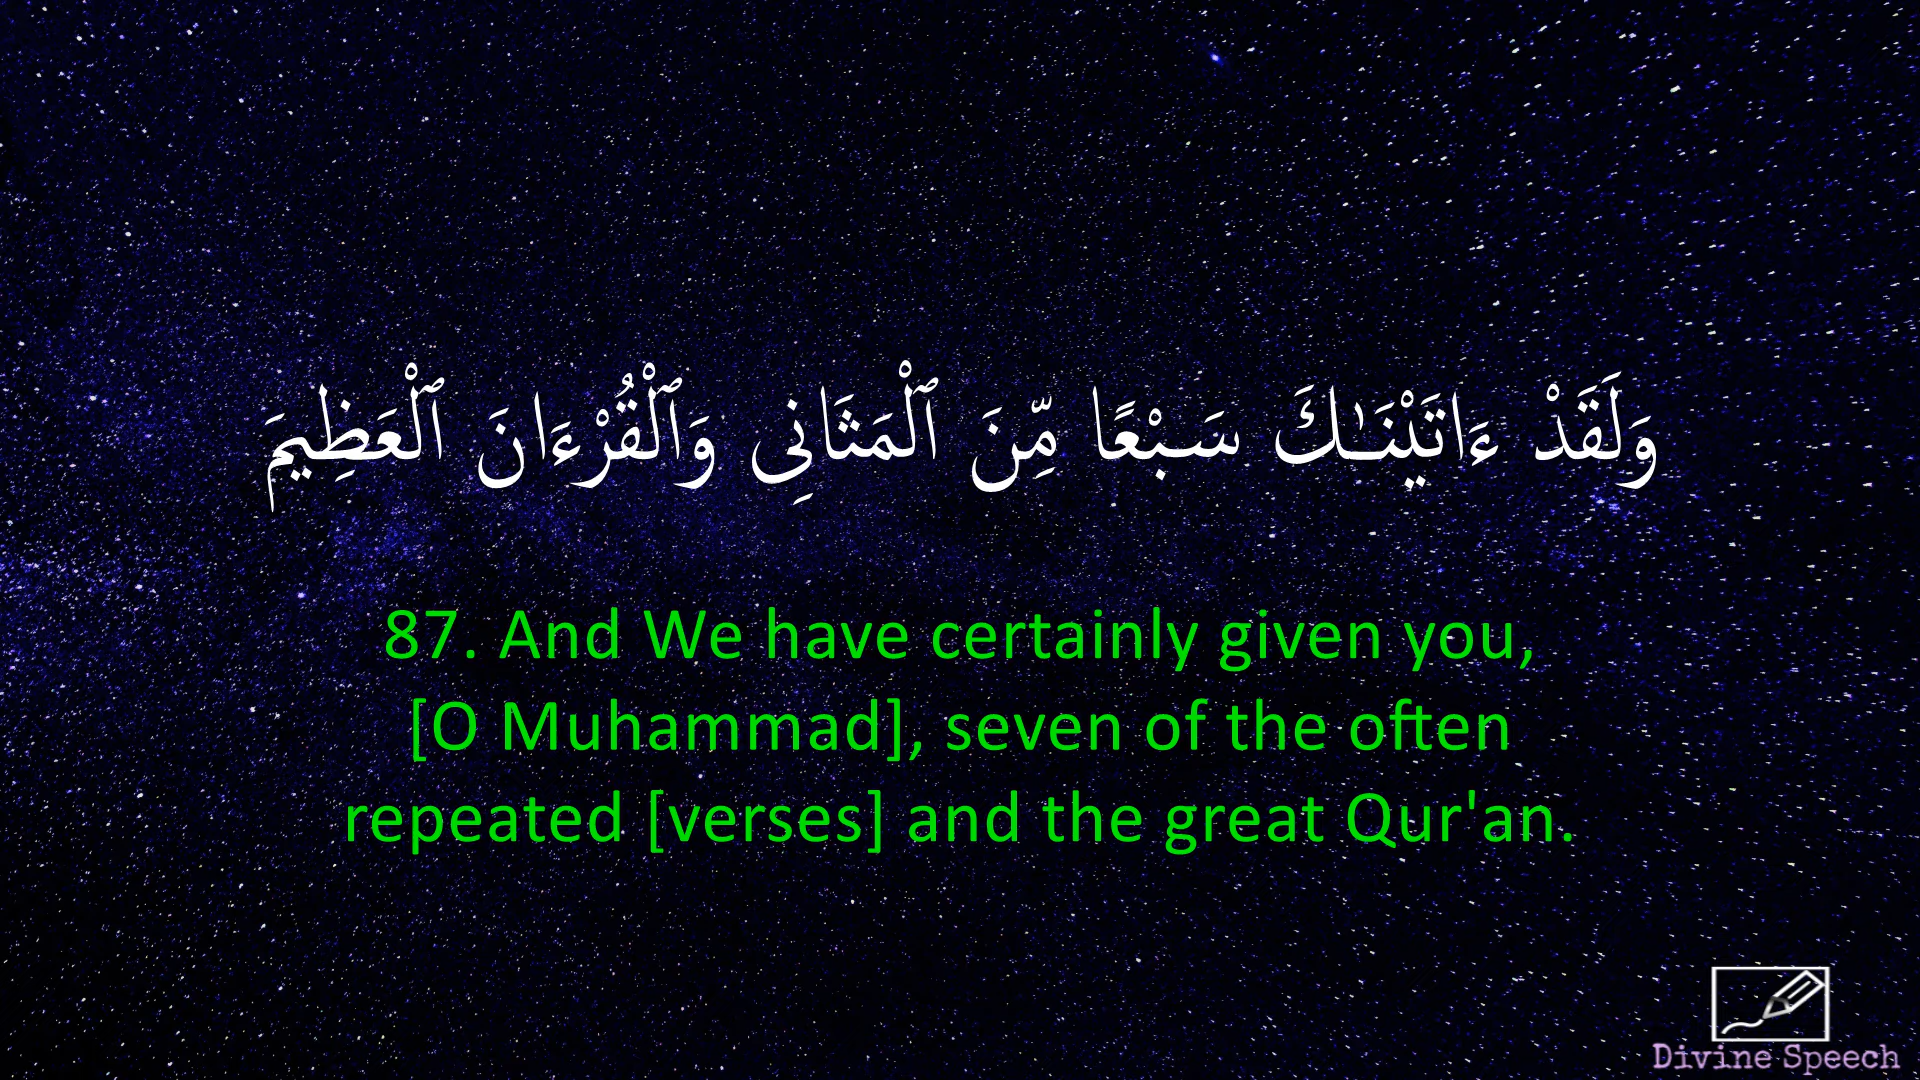 وَلَقَدْ ءَاتَيْنَـٰكَ سَبْعًا مِّنَ ٱلْمَثَانِى وَٱلْقُرْءَانَ ٱلْعَظِيمَ
87. And We have certainly given you,
[O Muhammad], seven of the often
repeated [verses] and the great Qur'an.
Divine Speech